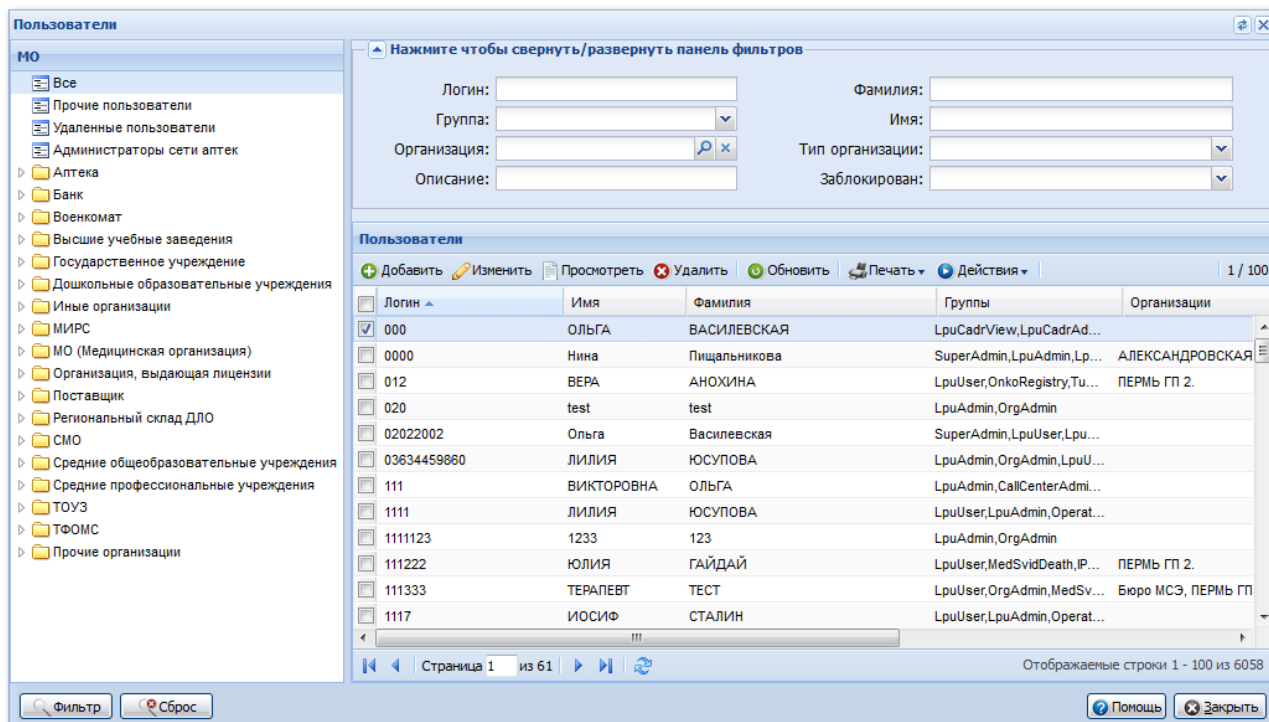 Пользователи
МО
Все
Прочие пользователи
Удаленные пользователи
Администраторы сети аптек
Аптека
Банк
Военкомат
Высшие учебные заведения
Государственное учреждение
Дошкольные образовательные учреждения
Иные организации
МИРС
МО (Медицинская организация)
Организация, выдающая лицензии
Поставщик
Региональный склад ДЛО
СМО
Средние общеобразовательные учреждения
Средние профессиональные учреждения
ТОУЗ
ТФОМС
Прочие организации
Нажмите чтобы свернуть/развернуть панель фильтров
Логин: Фамилия:
Группа: Имя:
Организация: Тип организации:
Описание: Заблокирован:
Пользователи
Добавить Изменить Просмотреть Удалить Обновить Печать Действия 1 / 100
Логин Имя Фамилия Группы Организации
000 ОЛЬГА ВАСИЛЕВСКАЯ LpuCadrView,LpuCadrAd...
0000 Нина Пищальникова SuperAdmin,LpuAdmin,Lp... АЛЕКСАНДРОВСКАЯ
012 ВЕРА АНОХИНА LpuUser,OnkoRegistry,Tu... ПЕРМЬ ГП 2.
020 test test LpuAdmin,OrgAdmin
02022002 Ольга Василевская SuperAdmin,LpuUser,Lpu...
03634459860 ЛИЛИЯ ЮСУПОВА LpuAdmin,OrgAdmin,LpuU...
111 ВИКТОРОВНА ОЛЬГА LpuAdmin,CallCenterAdmi...
1111 ЛИЛИЯ ЮСУПОВА LpuUser,LpuAdmin,Operat...
1111123 1233 123 LpuAdmin,OrgAdmin
111222 ЮЛИЯ ГАЙДАЙ LpuUser,MedSvidDeath,IP... ПЕРМЬ ГП 2.
111333 ТЕРАПЕВТ ТЕСТ LpuUser,OrgAdmin,MedSv... Бюро МСЭ, ПЕРМЬ ГП
1117 ИОСИФ СТАЛИН LpuUser,LpuAdmin,Operat...
Страница 1 из 61 Отображаемые строки 1 - 100 из 6058
Фильтр Сброс Помощь Закрыть